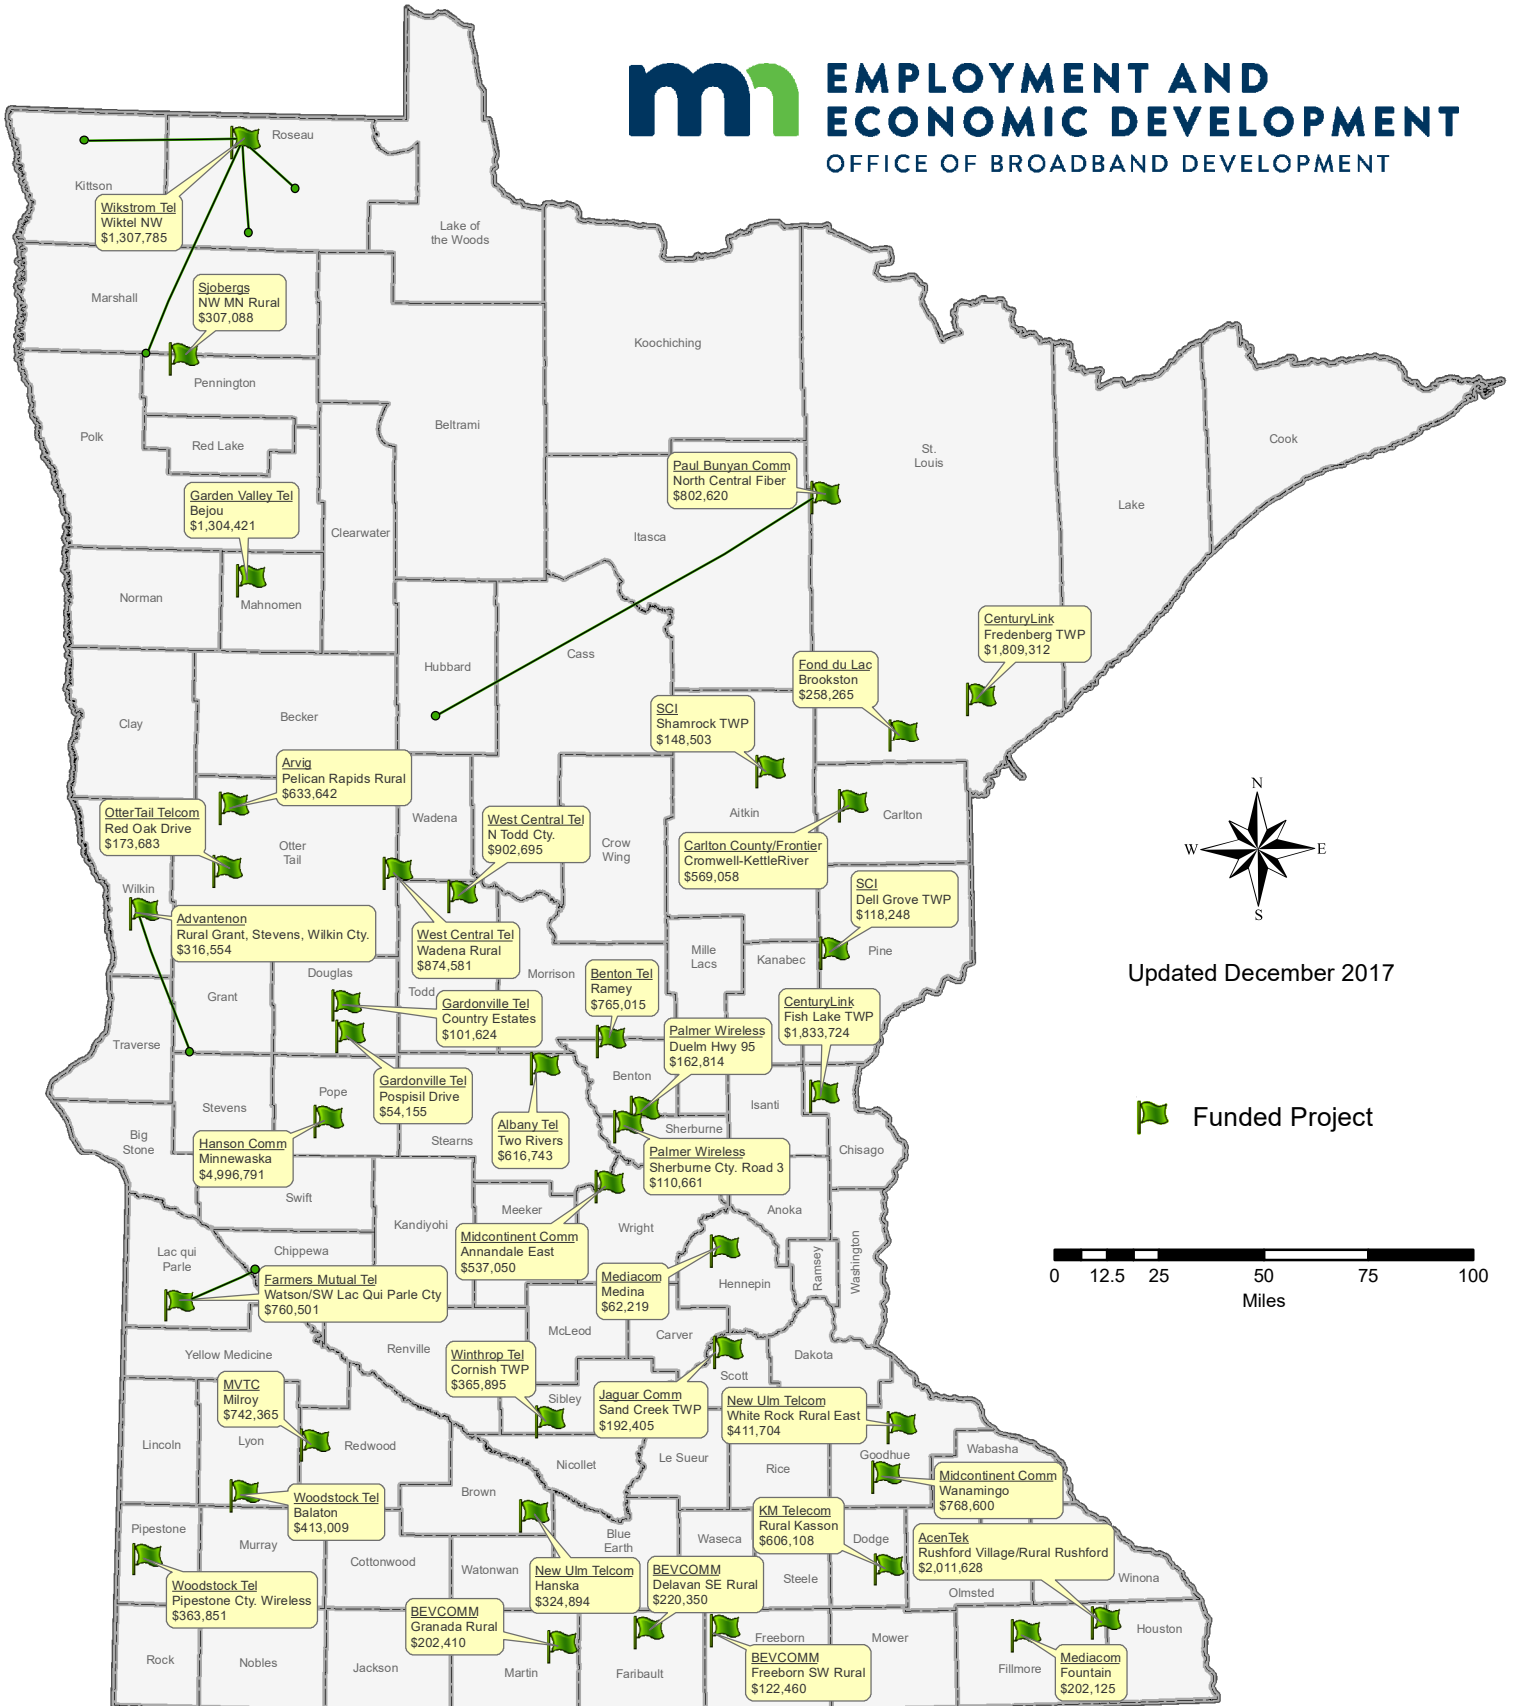 mn
EMPLOYMENT AND
ECONOMIC DEVELOPMENT
OFFICE OF BROADBAND DEVELOPMENT
Roseau
Kittson
Wikstrom Tel
Wiktel NW
$1,307,785
Lake of
the Woods
Marshall
Sjobergs
NW MN Rural
$307,088
Koochiching
Pennington
Polk
Red Lake
Beltrami
St.
Louis
Cook
Lake
Paul Bunyan Comm
North Central Fiber
$802,620
Garden Valley Tel
Bejou
$1,304,421
Clearwater
Itasca
Norman
Mahnomen
CenturyLink
Fredenberg TWP
$1,809,312
Hubbard
Cass
Fond du Lac
Brookston
$258,265
Clay
Becker
SCI
Shamrock TWP
$148,503
Arvig
Pelican Rapids Rural
$633,642
OtterTail Telcom
Red Oak Drive
$173,683
Otter
Tail
Wadena
West Central Tel
N Todd Cty.
$902,695
Crow
Wing
Aitkin
Carlton
Carlton County/Frontier
Cromwell-KettleRiver
$569,058
N
W
E
S
Wilkin
Advantenon
Rural Grant, Stevens, Wilkin Cty.
$316,554
West Central Tel
Wadena Rural
$874,581
SCI
Dell Grove TWP
$118,248
Mille
Lacs
Kanabec
Pine
Updated December 2017
Douglas
Grant
Todd
Morrison
Gardonville Tel
Country Estates
$101,624
Benton Tel
Ramey
$765,015
CenturyLink
Fish Lake TWP
$1,833,724
Palmer Wireless
Duelm Hwy 95
$162,814
Traverse
Gardonville Tel
Pospisil Drive
$54,155
Pope
Stevens
Benton
Isanti
Funded Project
Big
Stone
Hanson Comm
Minnewaska
$4,996,791
Stearns
Albany Tel
Two Rivers
$616,743
Sherburne
Palmer Wireless
Sherburne Cty. Road 3
$110,661
Chisago
Swift
Kandiyohi
Meeker
Wright
Anoka
Midcontinent Comm
Annandale East
$537,050
Lac qui
Parle
Chippewa
Farmers Mutual Tel
Watson/SW Lac Qui Parle Cty
$760,501
Mediacom
Medina
$62,219
Hennepin
Ramsey
Washington
0
12.5
25
50
75
100
Miles
McLeod
Carver
Yellow Medicine
Renville
Winthrop Tel
Cornish TWP
$365,895
Scott
Dakota
MVTC
Milroy
$742,365
Sibley
Jaguar Comm
Sand Creek TWP
$192,405
New Ulm Telcom
White Rock Rural East
$411,704
Lincoln
Lyon
Redwood
Nicollet
Le Sueur
Rice
Goodhue
Wabasha
Midcontinent Comm
Wanamingo
$768,600
Woodstock Tel
Balaton
$413,009
Brown
Blue
Earth
Waseca
KM Telecom
Rural Kasson
$606,108
Dodge
AcenTek
Rushford Village/Rural Rushford
$2,011,628
Pipestone
Murray
Cottonwood
Watonwan
New Ulm Telcom
Hanska
$324,894
BEVCOMM
Delavan SE Rural
$220,350
Steele
Olmsted
Winona
Woodstock Tel
Pipestone Cty. Wireless
$363,851
BEVCOMM
Granada Rural
$202,410
Freeborn
BEVCOMM
Freeborn SW Rural
$122,460
Mower
Houston
Rock
Nobles
Jackson
Martin
Faribault
Fillmore
Mediacom
Fountain
$202,125